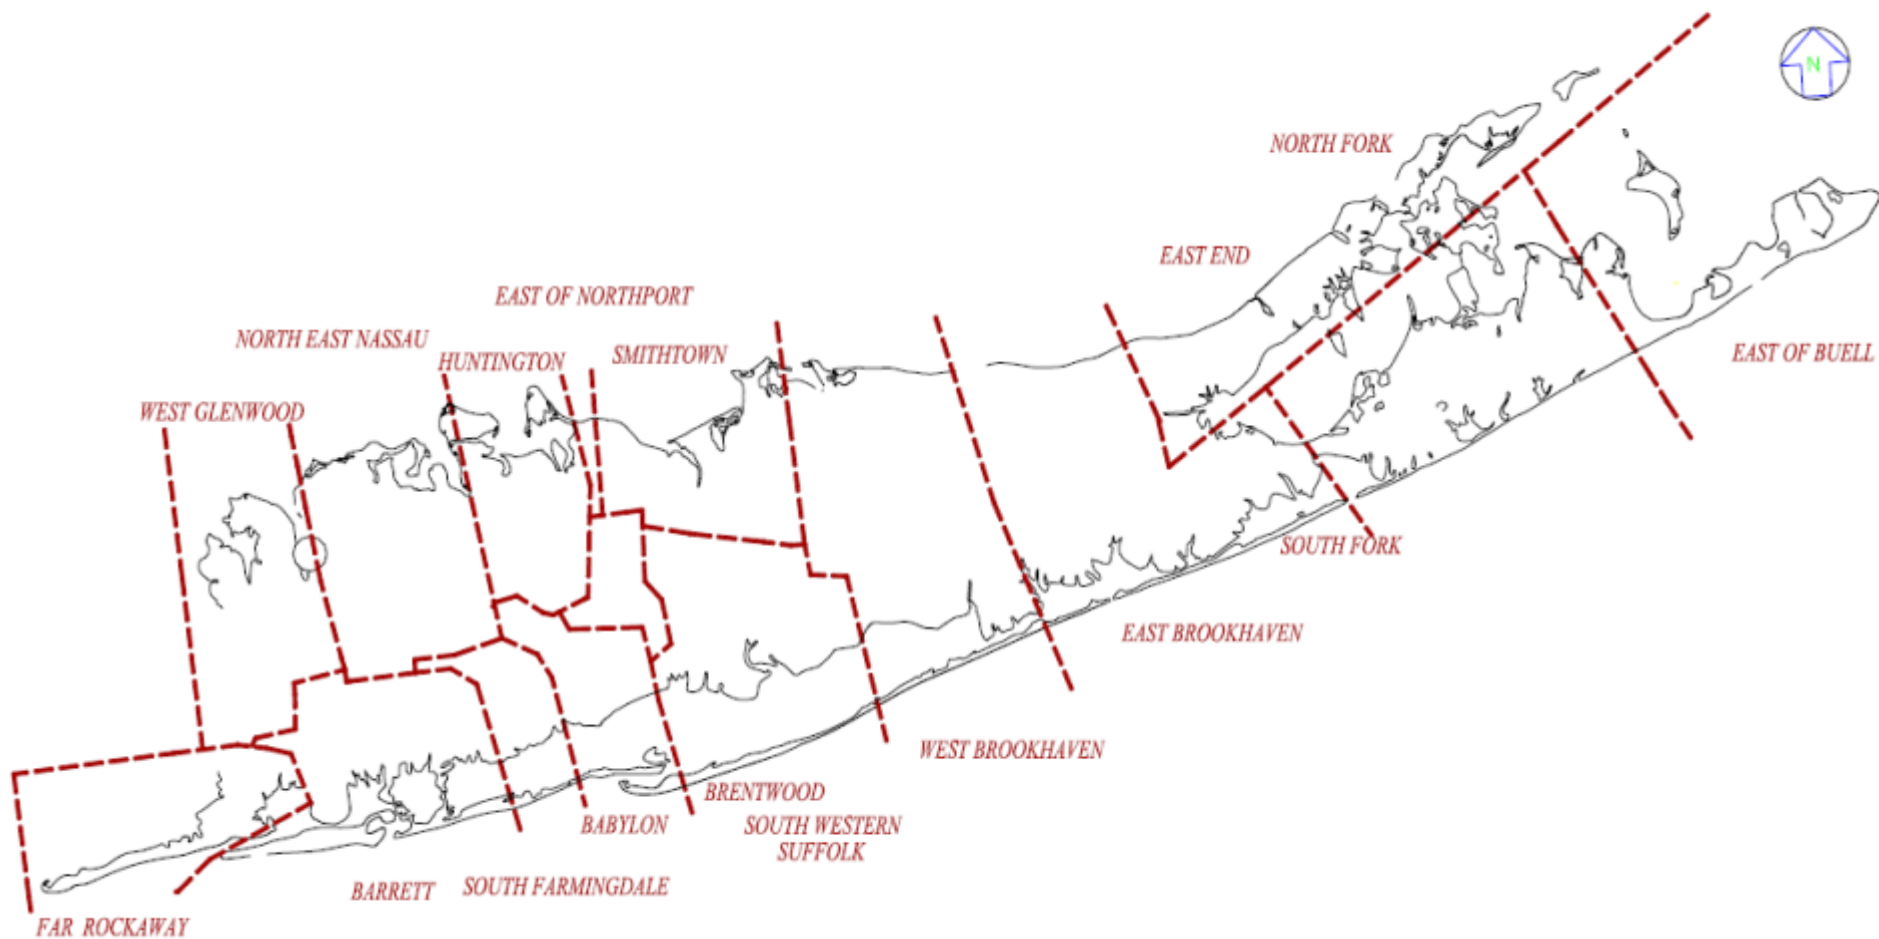 N
NORTH FORK
EAST END
EAST OF NORTHPORT
NORTH EAST NASSAU
HUNTINGTON
SMITHTOWN
EAST OF BUELL
WEST GLENWOOD
SOUTH FORK
EAST BROOKHAVEN
WEST BROOKHAVEN
BRENTWOOD
BABYLON
SOUTH WESTERN
SUFFOLK
BARRETT
SOUTH FARMINGDALE
FAR ROCKAWAY